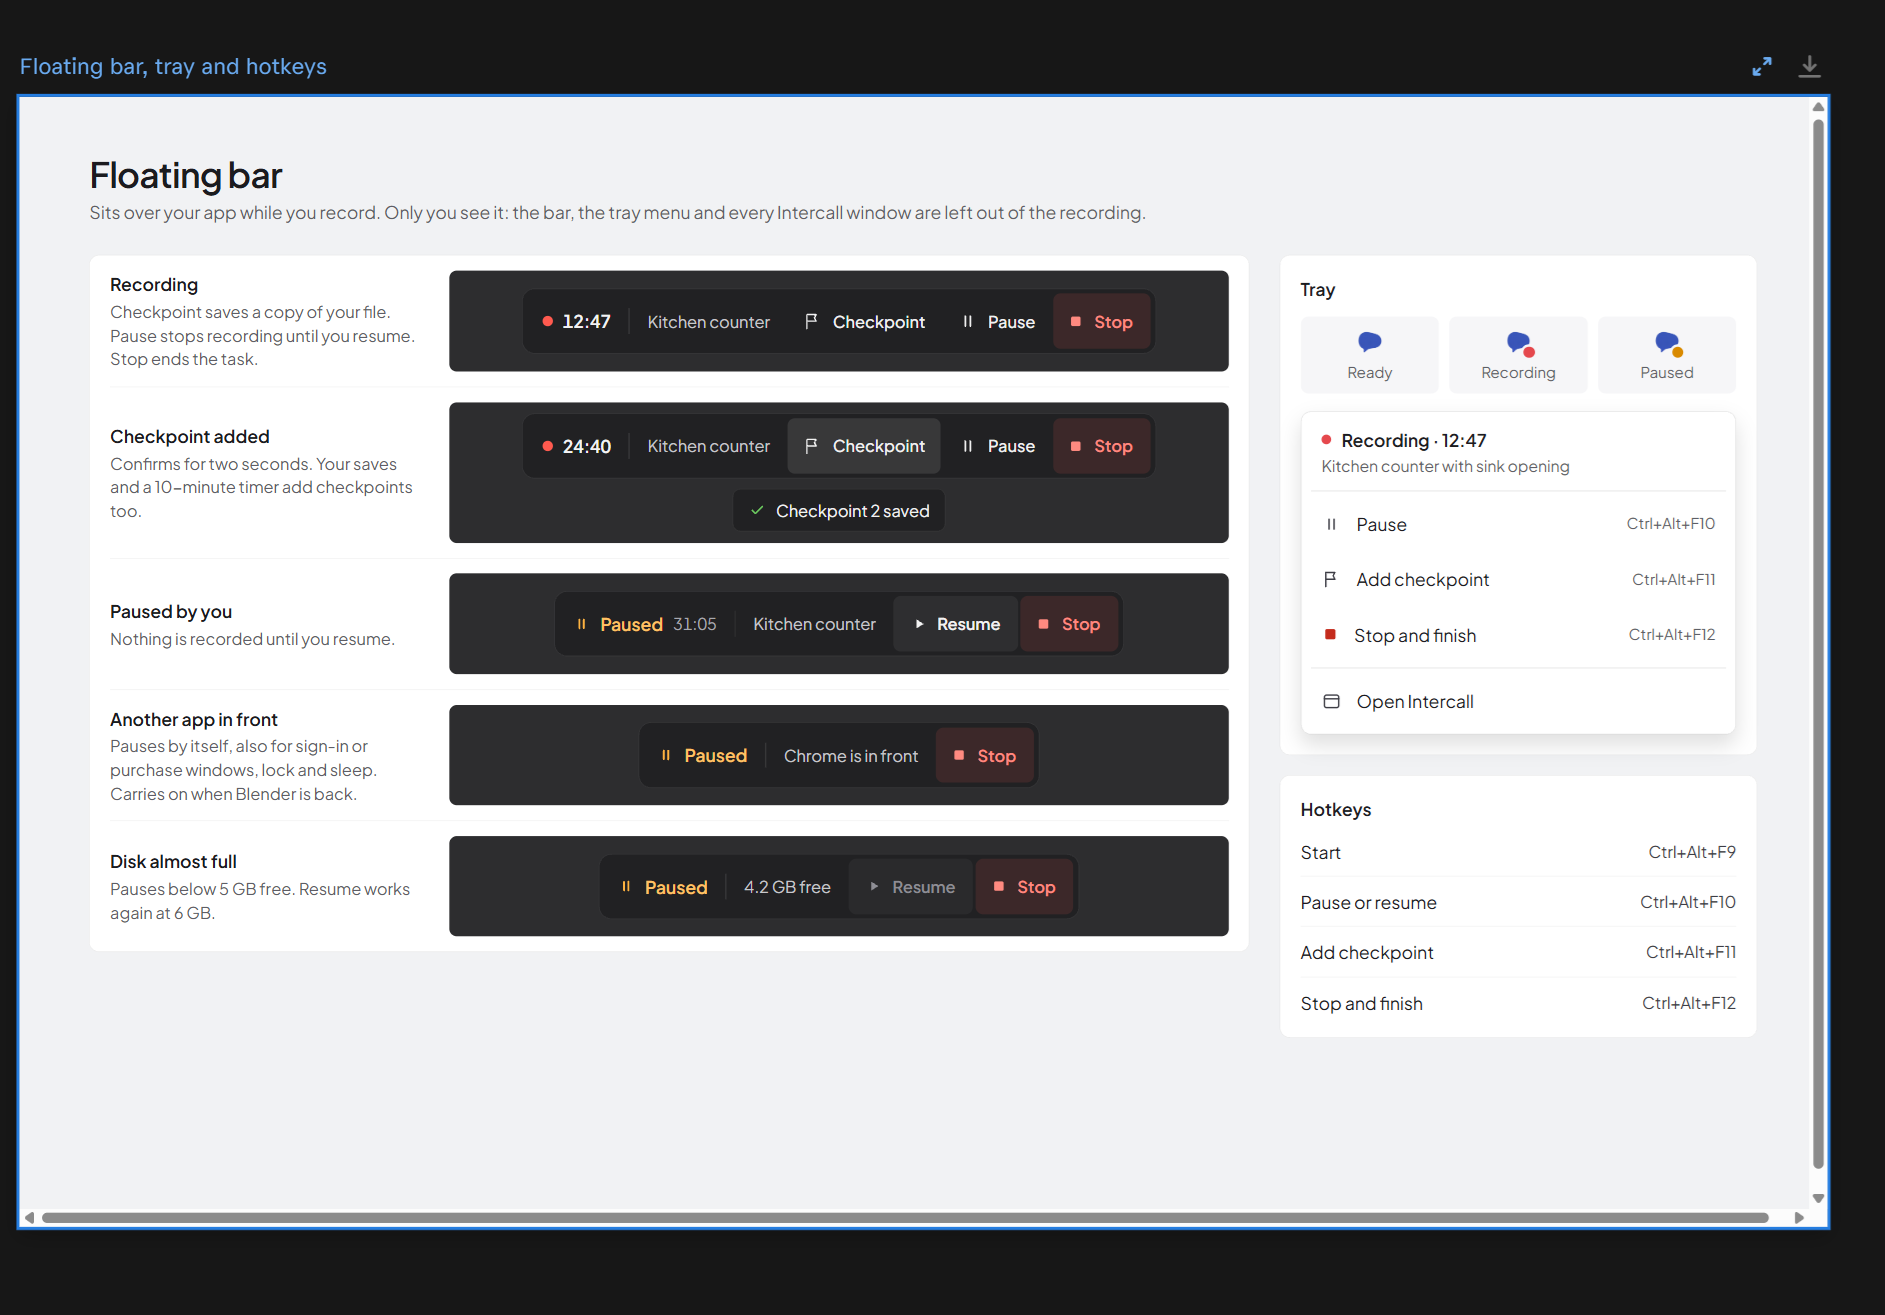 Floating bar, tray and hotkeys
Floating bar
Sits over your app while you record. Only you see it: the bar, the tray menu and every Intercall window are left out of the recording.
Recording
Checkpoint saves a copy of your file.
Pause stops recording until you resume.
Stop ends the task.
12:47 Kitchen counter Checkpoint Pause Stop
Checkpoint added
Confirms for two seconds. Your saves
and a 10-minute timer add checkpoints
too.
24:40 Kitchen counter Checkpoint Pause Stop
Checkpoint 2 saved
Paused by you
Nothing is recorded until you resume.
Paused 31:05 Kitchen counter Resume Stop
Another app in front
Pauses by itself, also for sign-in or
purchase windows, lock and sleep.
Carries on when Blender is back.
Paused Chrome is in front Stop
Disk almost full
Pauses below 5 GB free. Resume works
again at 6 GB.
Paused 4.2 GB free Resume Stop
Tray
Ready Recording Paused
Recording · 12:47
Kitchen counter with sink opening
Pause Ctrl+Alt+F10
Add checkpoint Ctrl+Alt+F11
Stop and finish Ctrl+Alt+F12
Open Intercall
Hotkeys
Start Ctrl+Alt+F9
Pause or resume Ctrl+Alt+F10
Add checkpoint Ctrl+Alt+F11
Stop and finish Ctrl+Alt+F12